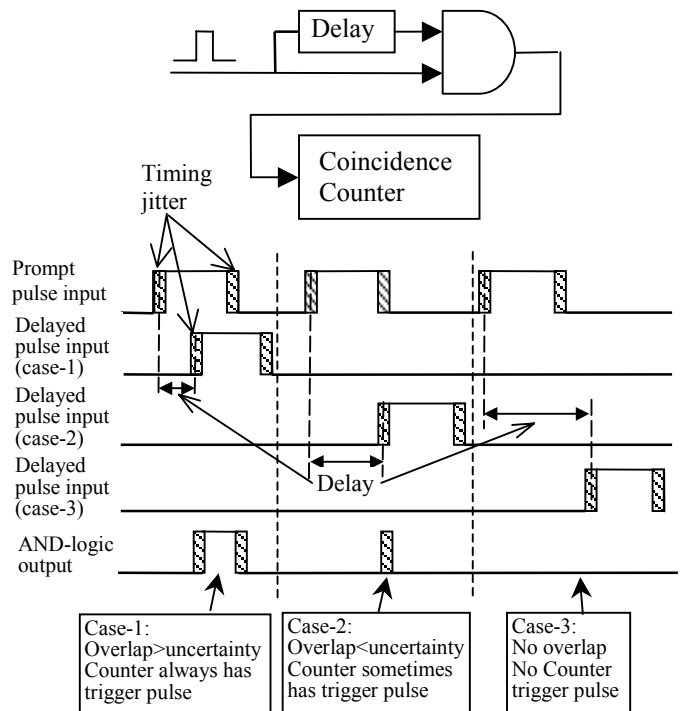 Delay
Coincidence
Counter
Timing
jitter
Prompt
pulse input
Delayed
pulse input
(case-1)
Delayed
pulse input
(case-2)
Delay
Delayed
pulse input
(case-3)
AND-logic
output
Case-1:
Overlap>uncertainty
Counter always has
trigger pulse
Case-2:
Overlap<uncertainty
Counter sometimes
has trigger pulse
Case-3:
No overlap
No Counter
trigger pulse